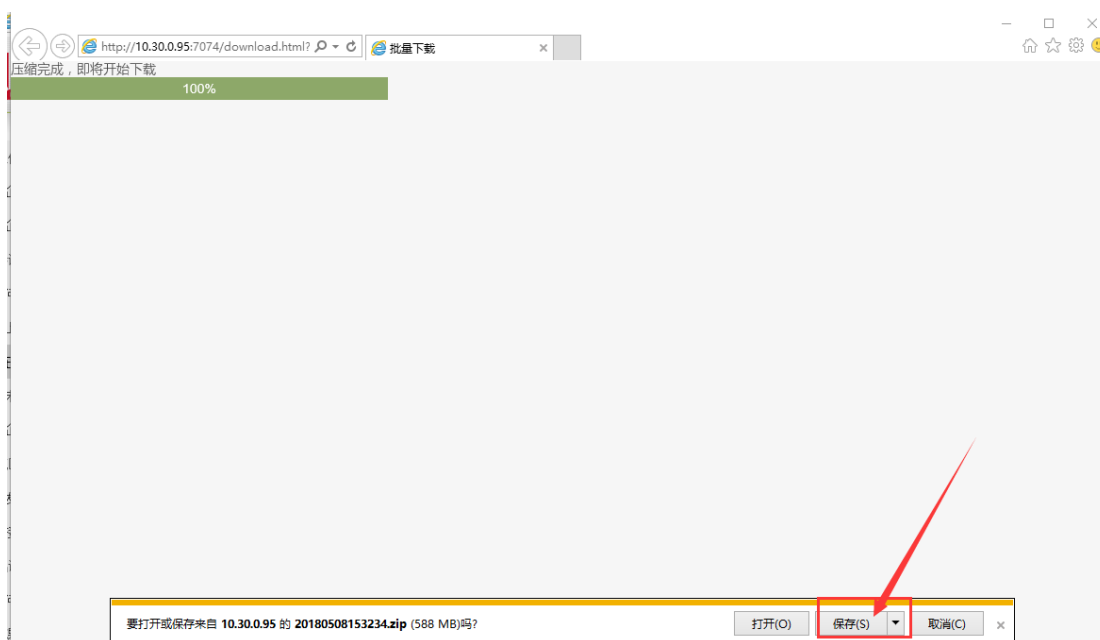 http://10.30.0.95:7074/download.html?
批量下载
压缩完成，即将开始下载
100%
要打开或保存来自 10.30.0.95 的 20180508153234.zip (588 MB)吗?
打开(O)
保存(S)
取消(C)